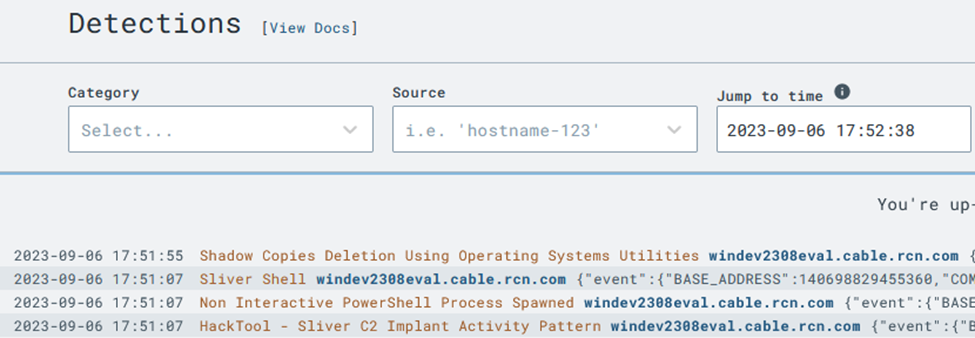 Detections [View Docs]
Category Source Jump to time
Select... i.e. 'hostname-123' 2023-09-06 17:52:38
You're up-
2023-09-06 17:51:55 Shadow Copies Deletion Using Operating Systems Utilities windev2308eval.cable.rcn.com {
2023-09-06 17:51:07 Sliver Shell windev2308eval.cable.rcn.com {"event":{"BASE_ADDRESS":140698829455360,"COM
2023-09-06 17:51:07 Non Interactive PowerShell Process Spawned windev2308eval.cable.rcn.com {"event":{"BASE
2023-09-06 17:51:07 HackTool - Sliver C2 Implant Activity Pattern windev2308eval.cable.rcn.com {"event":{"B